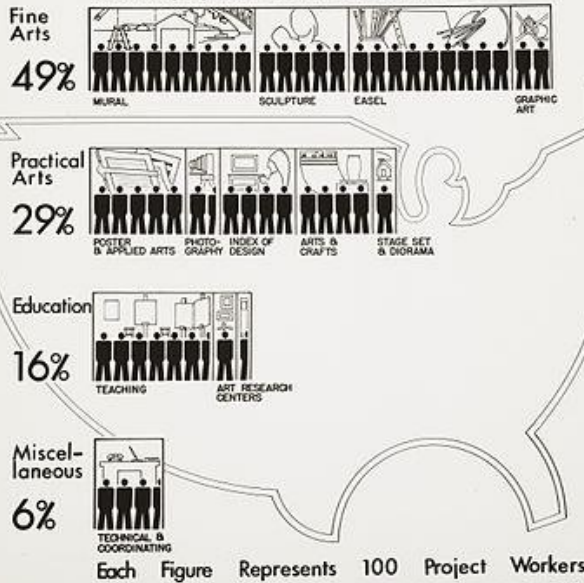 Fine
Arts
49%
MURAL
SCULPTURE
EASEL
GRAPHIC
ART
Practical
Arts
29%
POSTER
& APPLIED ARTS
PHOTO-
GRAPHY
INDEX OF
DESIGN
ARTS &
CRAFTS
STAGE SET
& DIORAMA
Education
16%
TEACHING
ART RESEARCH
CENTERS
Miscel-
laneous
6%
TECHNICAL &
COORDINATING
Each Figure Represents 100 Project Workers